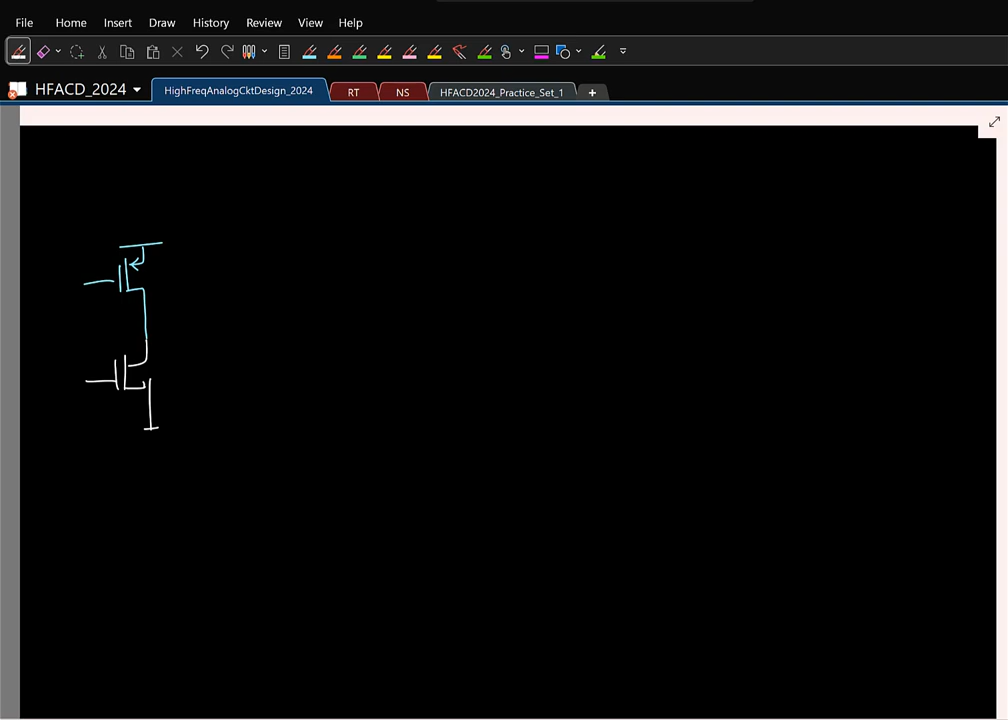 File Home Insert Draw History Review View Help
HFACD_2024 HighFreqAnalogCktDesign_2024 RT NS HFACD2024_Practice_Set_1 +